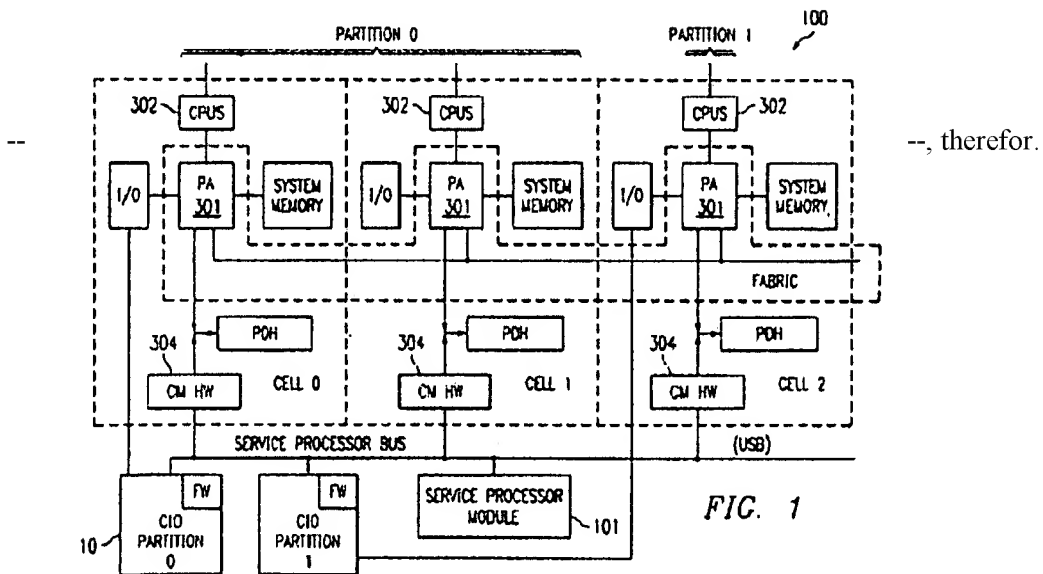 PARTITION 0 PARTITION 1 100
302 CPUS 302 CPUS 302 CPUS
-- --, therefor.
I/O PA 301 SYSTEM MEMORY I/O PA 301 SYSTEM MEMORY I/O PA 301 SYSTEM MEMORY
FABRIC
PDH PDH PDH
304 304 304
CM HW CELL 0 CM HW CELL 1 CM HW CELL 2
SERVICE PROCESSOR BUS (USB)
FW FW
10 CIO PARTITION 0 CIO PARTITION 1 SERVICE PROCESSOR MODULE 101 FIG. 1